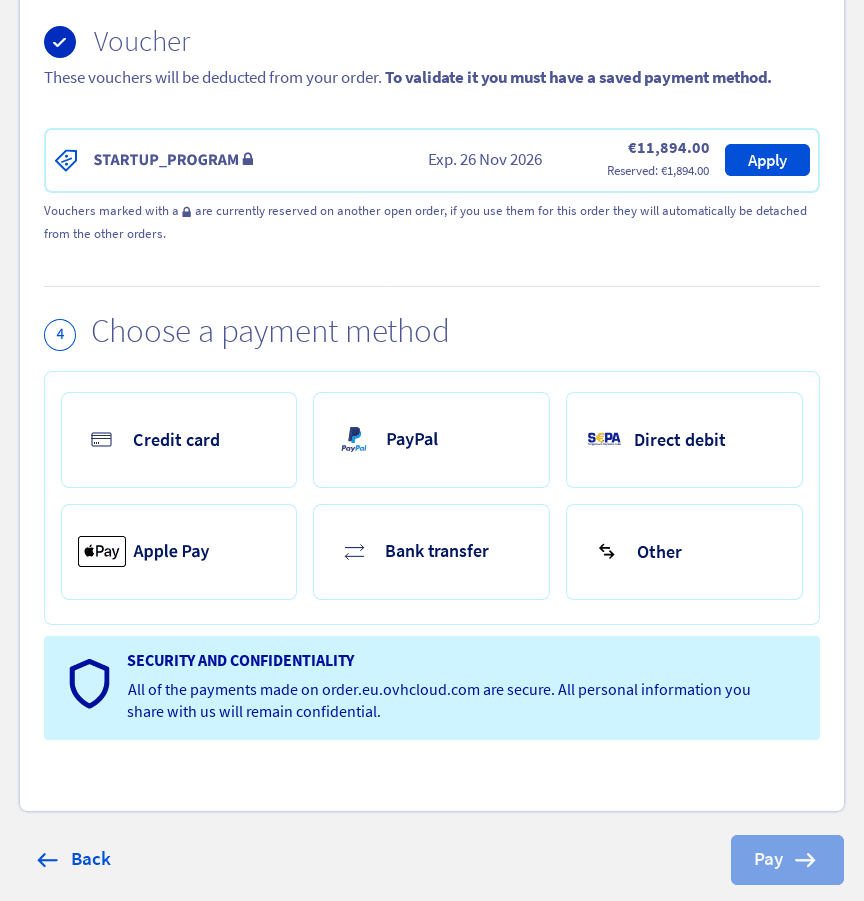 Voucher
These vouchers will be deducted from your order. To validate it you must have a saved payment method.
STARTUP_PROGRAM Exp. 26 Nov 2026 €11,894.00 Apply
Reserved: €1,894.00
Vouchers marked with a are currently reserved on another open order, if you use them for this order they will automatically be detached
from the other orders.
4 Choose a payment method
Credit card PayPal PayPal SEPA Direct debit
Pay Apple Pay Bank transfer Other
SECURITY AND CONFIDENTIALITY
All of the payments made on order.eu.ovhcloud.com are secure. All personal information you
share with us will remain confidential.
Back Pay